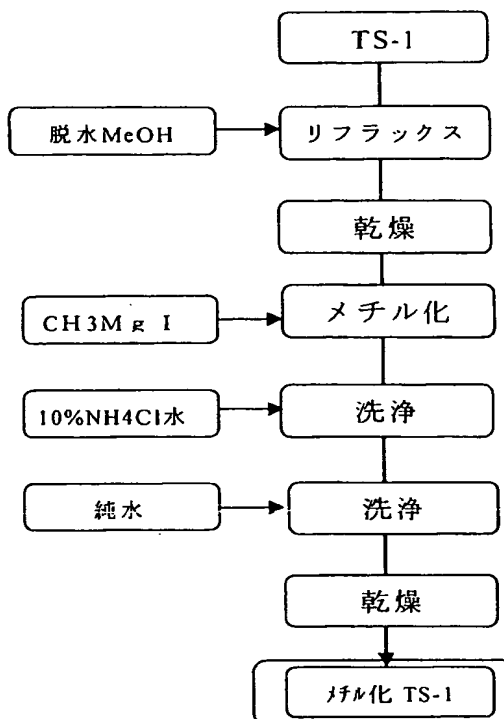 TS-1
脱水MeOH
リフラックス
乾燥
CH3Mg I
メチル化
10%NH4Cl水
洗浄
純水
洗浄
乾燥
メチル化 TS-1